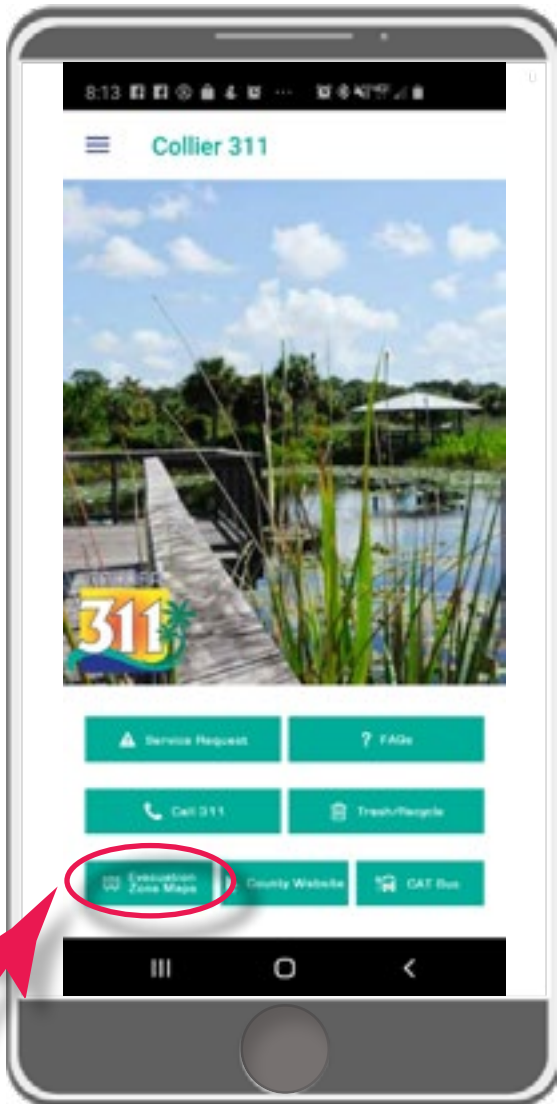 8:13
Collier 311
311
Service Request
? FAQs
Call 311
Trash/Recycle
Evacuation
Zone Maps
County Website
CAT Bus